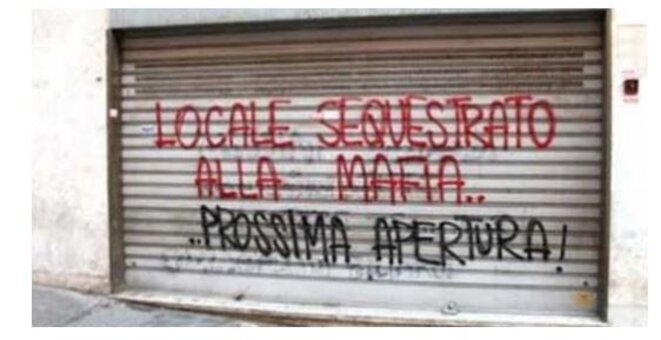 LOCALE SEQUESTRATO
ALLA MAFIA..
..PROSSIMA APERTURA!